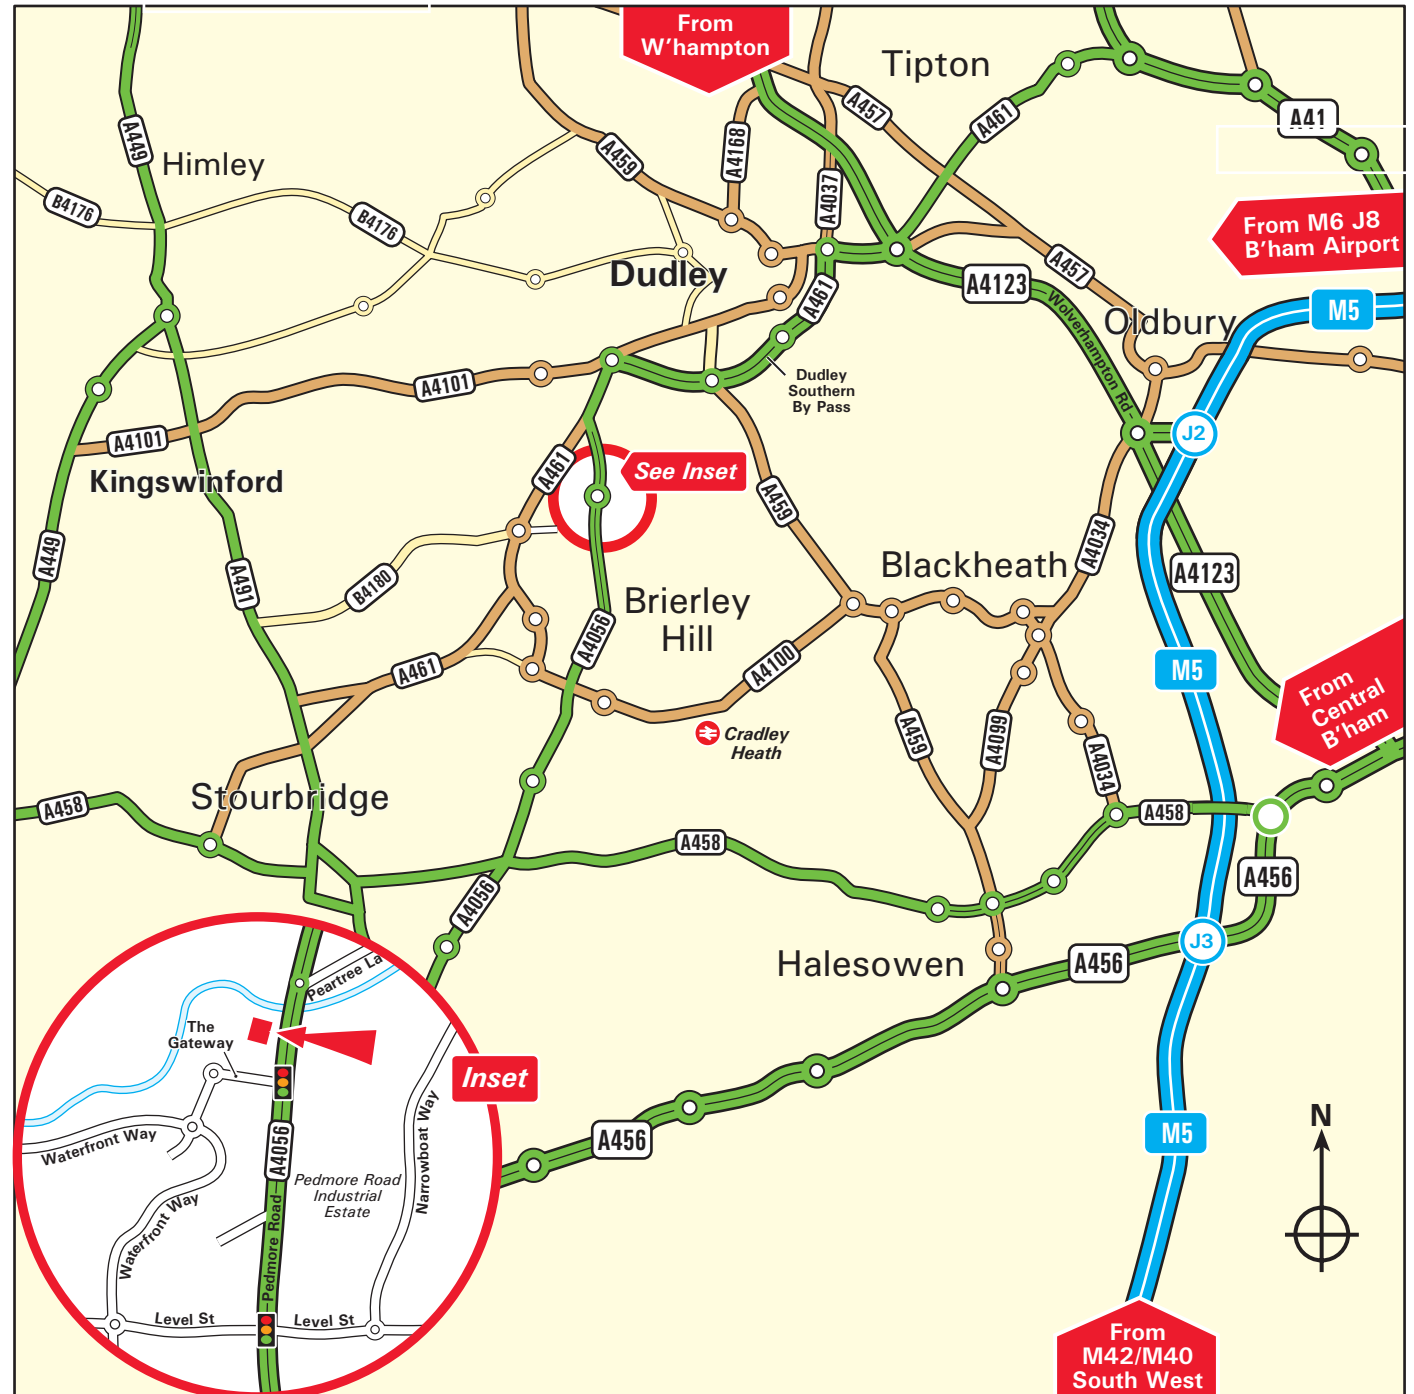 From
W'hampton
Tipton
A41
A449
Himley
A459
A4168
A457
A461
B4176
B4176
A4037
From M6 J8
B'ham Airport
Dudley
A461
A4123
A457
M5
Wolverhampton Rd
Oldbury
A4101
Dudley
Southern
By Pass
A4101
J2
Kingswinford
A461
See Inset
A459
A449
A491
B4180
A4034
Blackheath
A4123
Brierley
Hill
A4056
A461
A4100
M5
From
Central
B'ham
Cradley
Heath
A459
A4099
A4034
Stourbridge
A458
A458
A458
A456
A4056
J3
Halesowen
A456
Peartree La
The
Gateway
Inset
N
Waterfront Way
A4056
Narrowboat Way
M5
A456
Pedmore Road
Industrial
Estate
Waterfront Way
Pedmore Road
Level St
Level St
From
M42/M40
South West